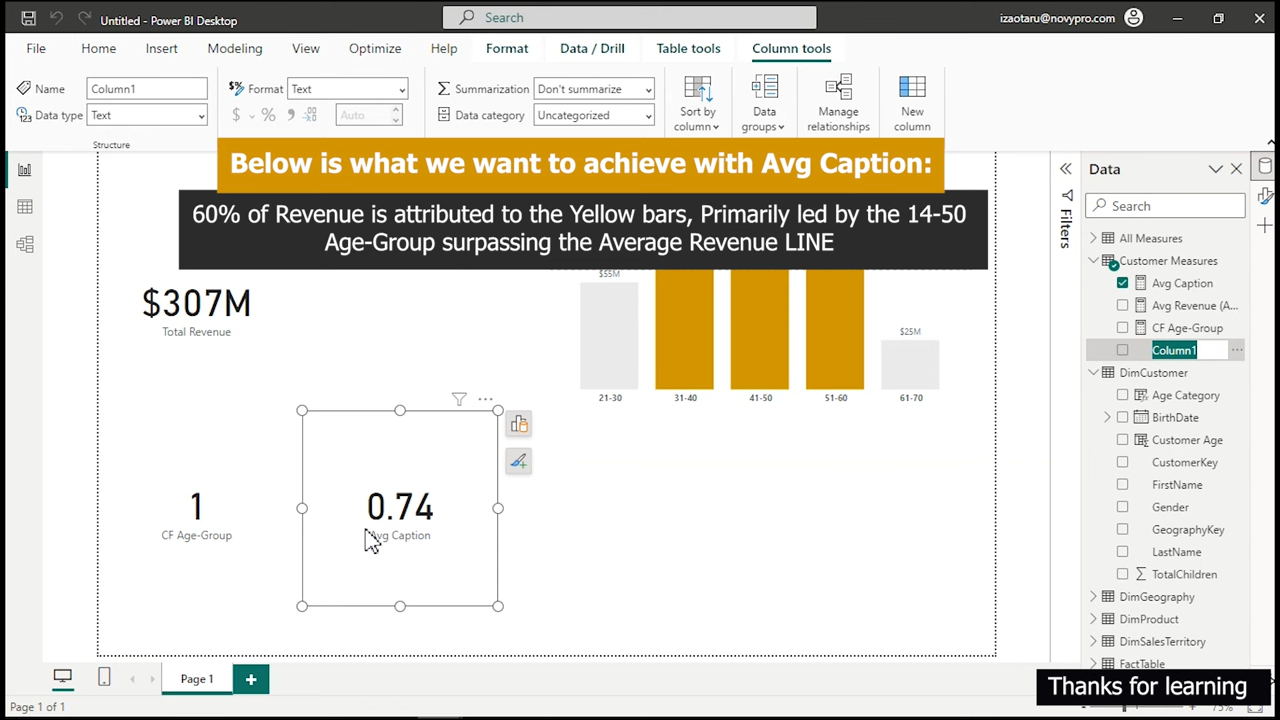 Untitled - Power BI Desktop
Search
izaotaru@novypro.com
File Home Insert Modeling View Optimize Help Format Data / Drill Table tools Column tools
Name Column1
Format Text
Summarization Don't summarize
Data type Text
$ % Auto
Data category Uncategorized
Sort by column
Data groups
Manage relationships
New column
Structure
Below is what we want to achieve with Avg Caption:
60% of Revenue is attributed to the Yellow bars, Primarily led by the 14-50
Age-Group surpassing the Average Revenue LINE
$307M
Total Revenue
$55M
$25M
21-30 31-40 41-50 51-60 61-70
1
CF Age-Group
0.74
Avg Caption
Filters
Data
Search
All Measures
Customer Measures
Avg Caption
Avg Revenue (A...
CF Age-Group
Column1
DimCustomer
Age Category
BirthDate
Customer Age
CustomerKey
FirstName
Gender
GeographyKey
LastName
TotalChildren
DimGeography
DimProduct
DimSalesTerritory
FactTable
Page 1
Page 1 of 1
Thanks for learning
75%